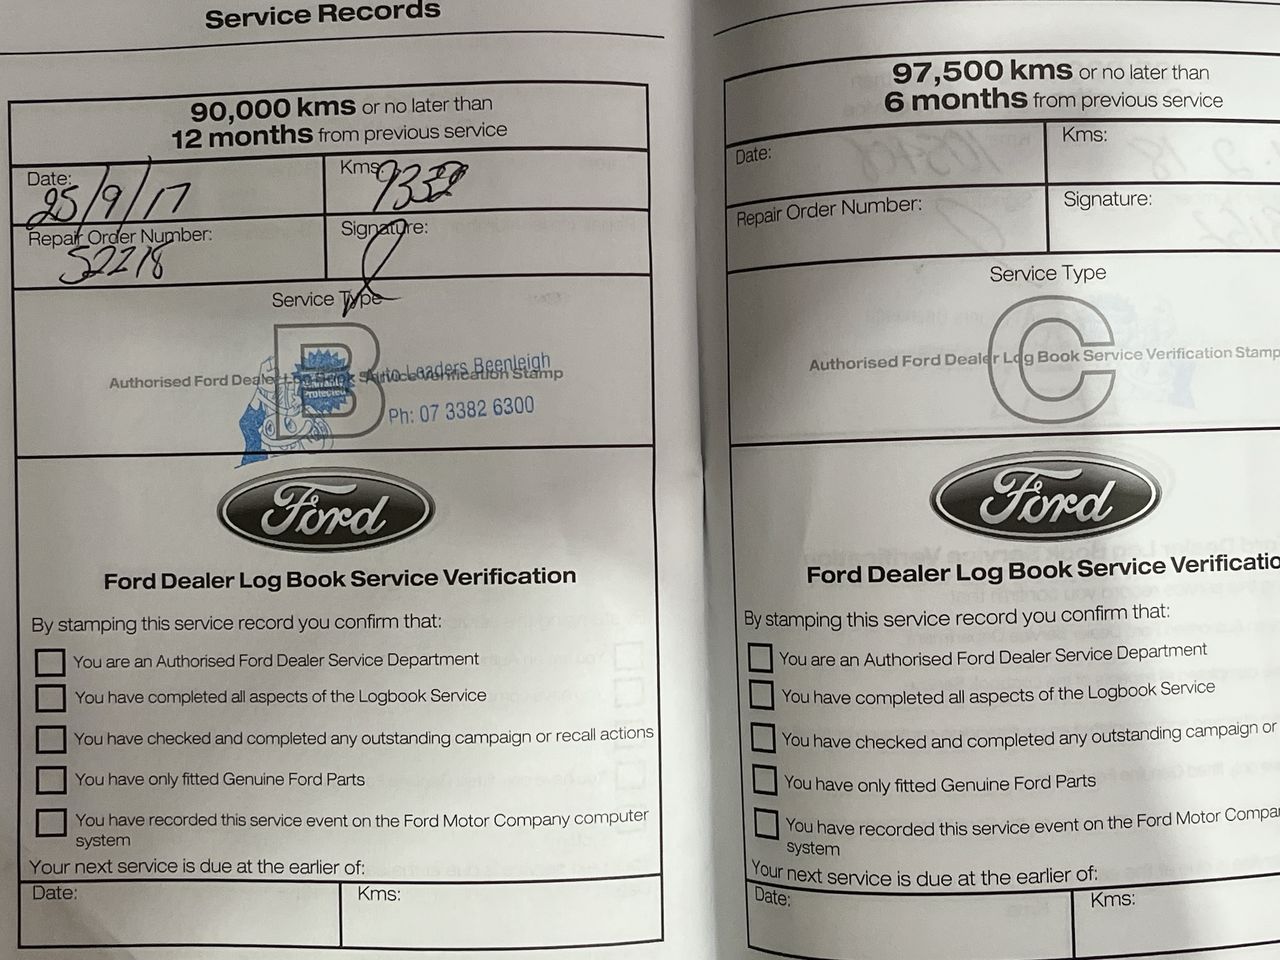 Service Records
90,000 kms or no later than
12 months from previous service
Date:
25/9/17
Kms:
Repair Order Number:
52218
Signature:
Service Type
B
Authorised Ford Dealer Log Book Service Verification Stamp
Auto Leaders Beenleigh
Protected
Ph: 07 3382 6300
Ford
Ford Dealer Log Book Service Verification
By stamping this service record you confirm that:
You are an Authorised Ford Dealer Service Department
You have completed all aspects of the Logbook Service
You have checked and completed any outstanding campaign or recall actions
You have only fitted Genuine Ford Parts
You have recorded this service event on the Ford Motor Company computer
system
Your next service is due at the earlier of:
Date:
Kms:
97,500 kms or no later than
6 months from previous service
Date:
Kms:
Repair Order Number:
Signature:
Service Type
C
Authorised Ford Dealer Log Book Service Verification Stamp
Ford
Ford Dealer Log Book Service Verificatio
By stamping this service record you confirm that:
You are an Authorised Ford Dealer Service Department
You have completed all aspects of the Logbook Service
You have checked and completed any outstanding campaign or
You have only fitted Genuine Ford Parts
You have recorded this service event on the Ford Motor Compa
system
Your next service is due at the earlier of:
Date:
Kms: